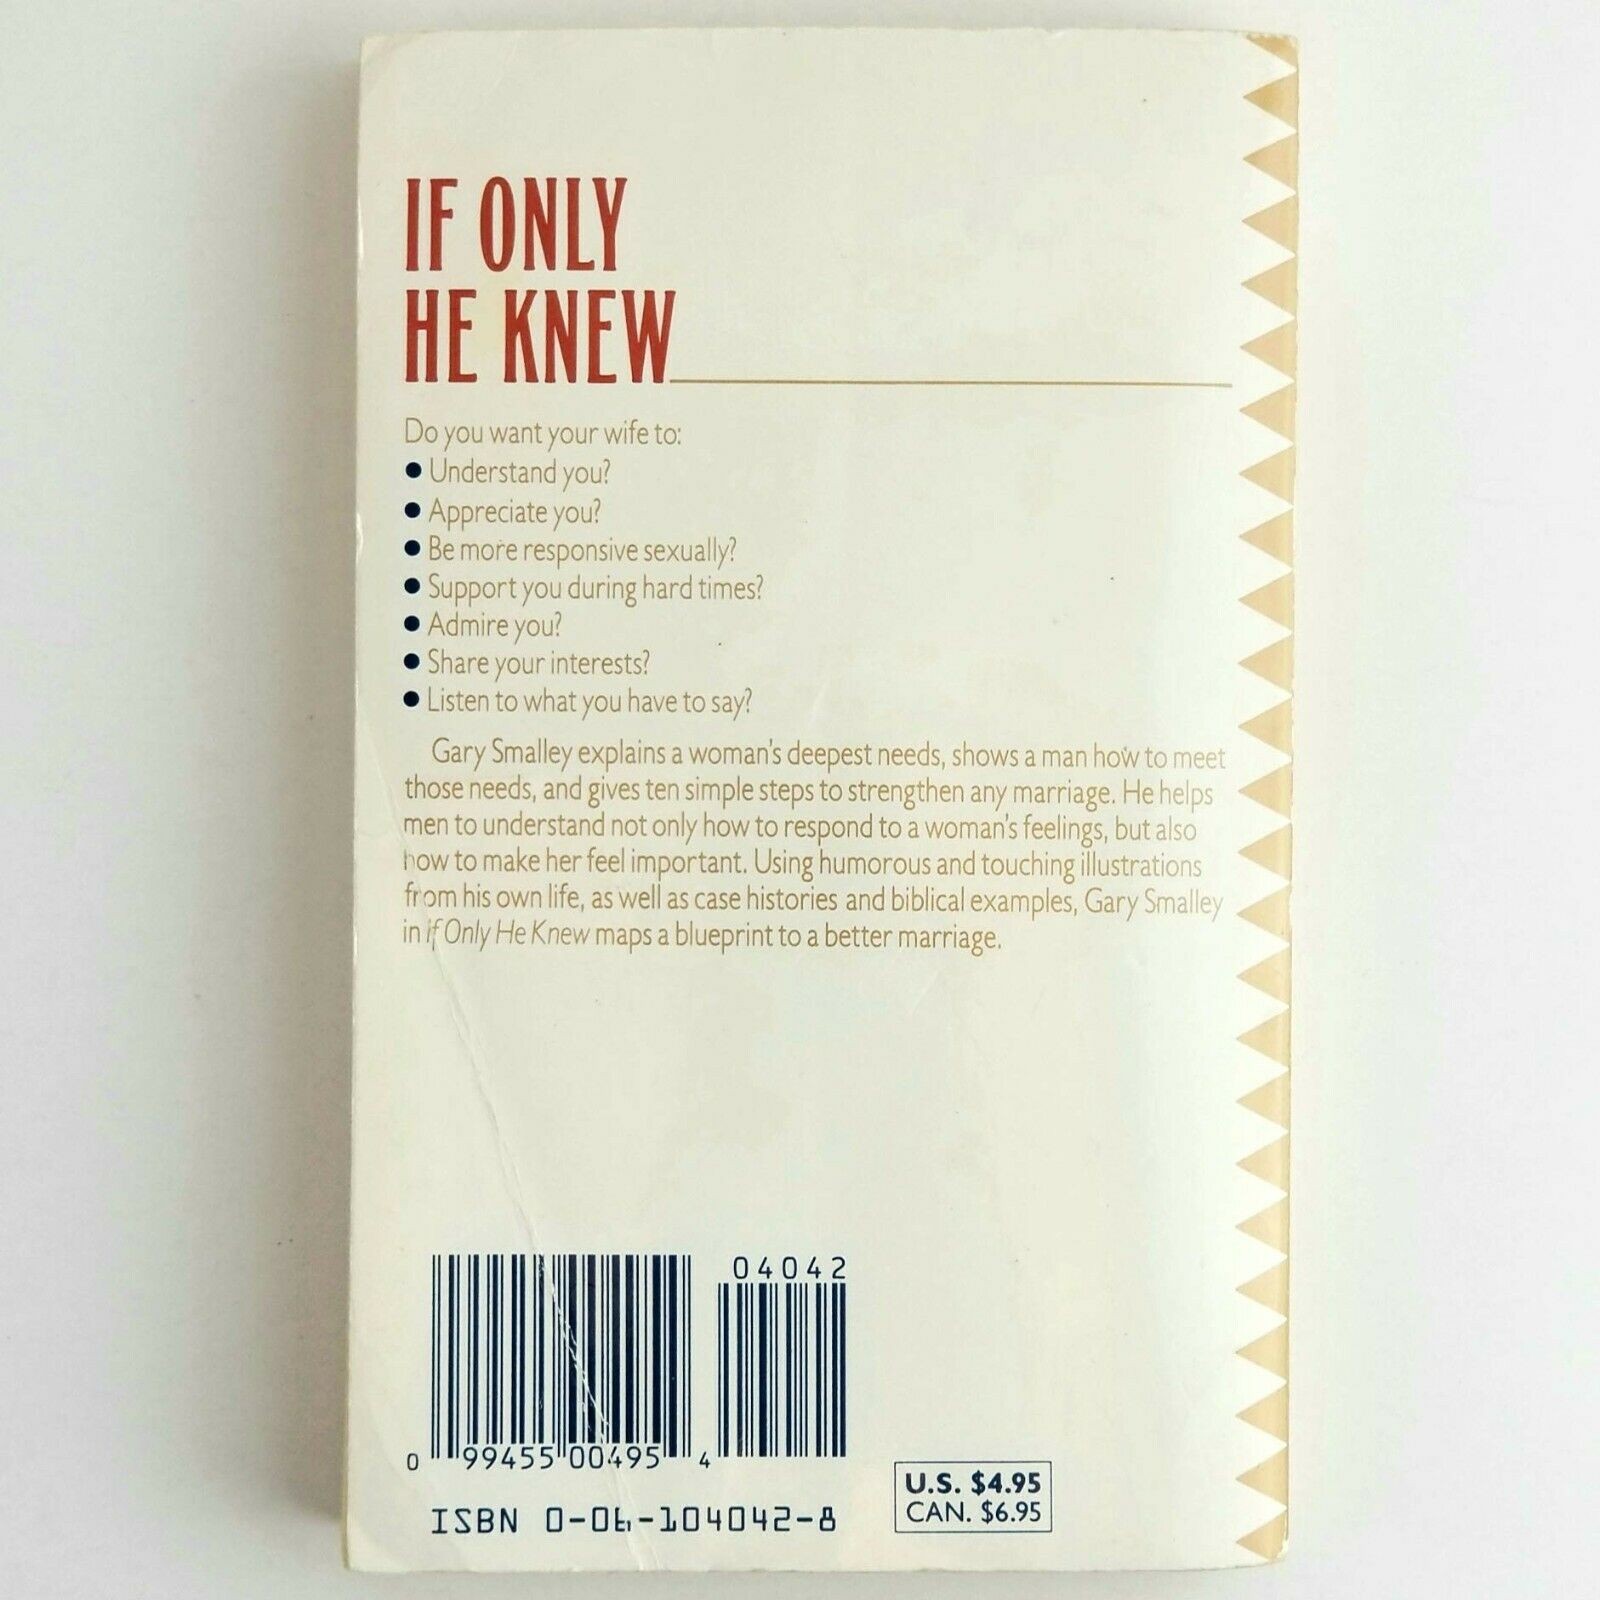 IF ONLY
HE KNEW
Do you want your wife to:
● Understand you?
● Appreciate you?
● Be more responsive sexually?
● Support you during hard times?
● Admire you?
● Share your interests?
● Listen to what you have to say?
Gary Smalley explains a woman's deepest needs, shows a man how to meet
those needs, and gives ten simple steps to strengthen any marriage. He helps
men to understand not only how to respond to a woman's feelings, but also
how to make her feel important. Using humorous and touching illustrations
from his own life, as well as case histories and biblical examples, Gary Smalley
in If Only He Knew maps a blueprint to a better marriage.
04042
0 99455 00495 4
ISBN 0-06-104042-8
U.S. $4.95
CAN. $6.95